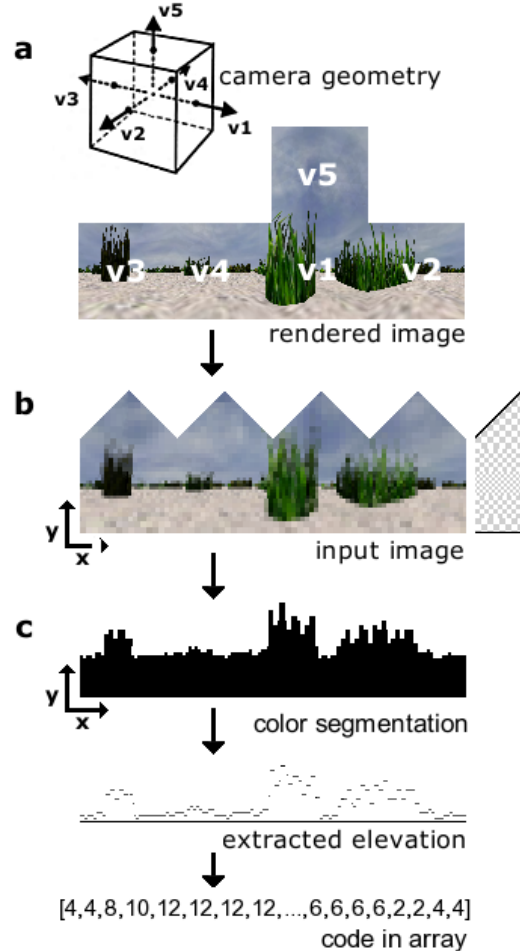 a
v5
v4
camera geometry
v3
v2
v1
v5
v3
v4
v1
v2
rendered image
b
y
x
input image
c
y
x
color segmentation
extracted elevation
[4,4,8,10,12,12,12,12,...,6,6,6,6,2,2,4,4]
code in array